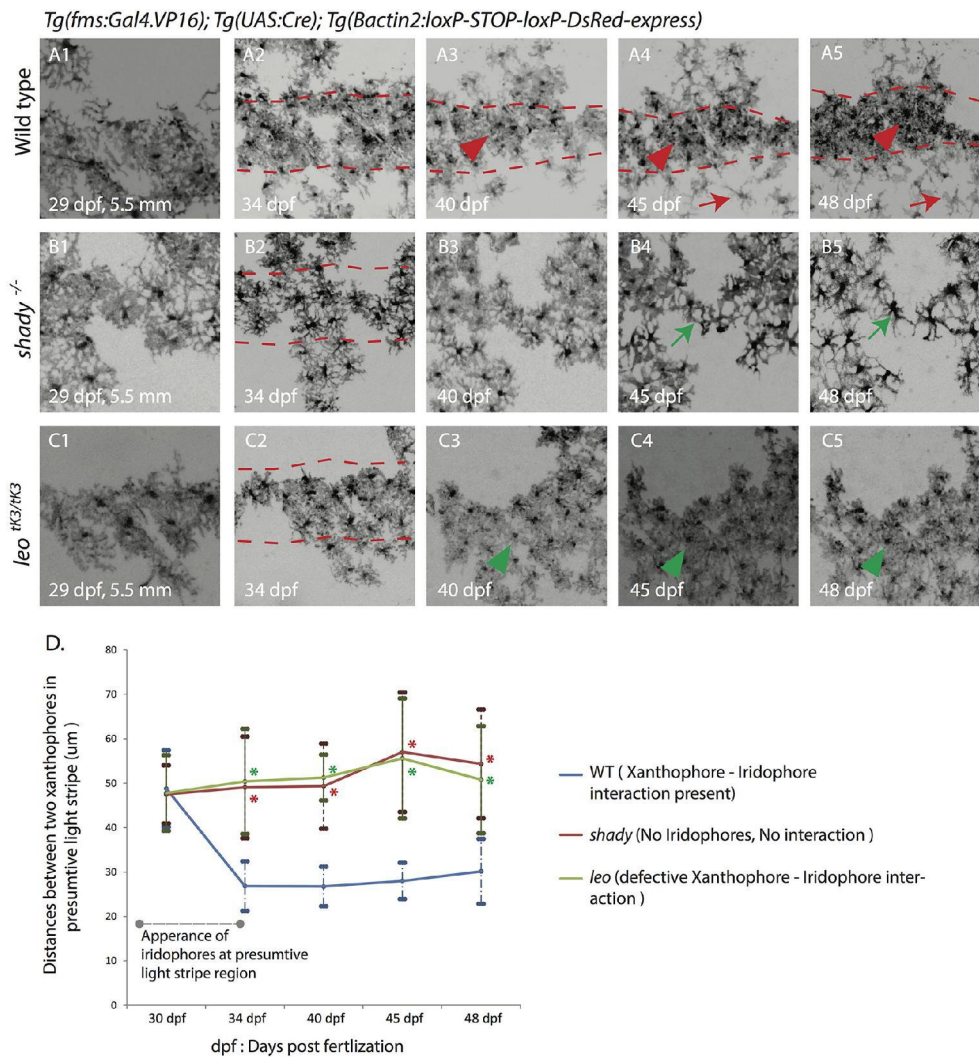 Tg(fms:Gal4.VP16); Tg(UAS:Cre); Tg(Bactin2:loxP-STOP-loxP-DsRed-express)
Wild type
A1
A2
A3
A4
A5
29 dpf, 5.5 mm
34 dpf
40 dpf
45 dpf
48 dpf
shady -/-
B1
B2
B3
B4
B5
29 dpf, 5.5 mm
34 dpf
40 dpf
45 dpf
48 dpf
leo tK3/tK3
C1
C2
C3
C4
C5
29 dpf, 5.5 mm
34 dpf
40 dpf
45 dpf
48 dpf
D.
Distances between two xanthophores in
presumtive light stripe (um )
80
70
60
50
40
30
20
10
0
* * * *
* * * *
Apperance of
iridophores at presumtive
light stripe region
30 dpf
34 dpf
40 dpf
45 dpf
48 dpf
dpf : Days post fertlization
WT ( Xanthophore - Iridophore
interaction present)
shady (No Iridophores, No interaction )
leo (defective Xanthophore - Iridophore inter-
action )